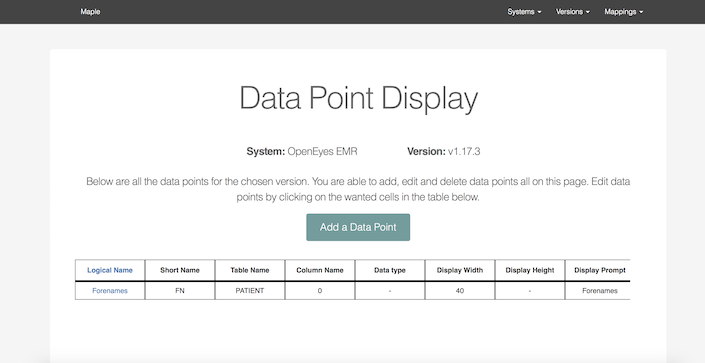 Maple Systems Versions Mappings
Data Point Display
System: OpenEyes EMR Version: v1.17.3
Below are all the data points for the chosen version. You are able to add, edit and delete data points all on this page. Edit data
points by clicking on the wanted cells in the table below.
Add a Data Point
Logical Name Short Name Table Name Column Name Data type Display Width Display Height Display Prompt
Forenames FN PATIENT 0 - 40 - Forenames